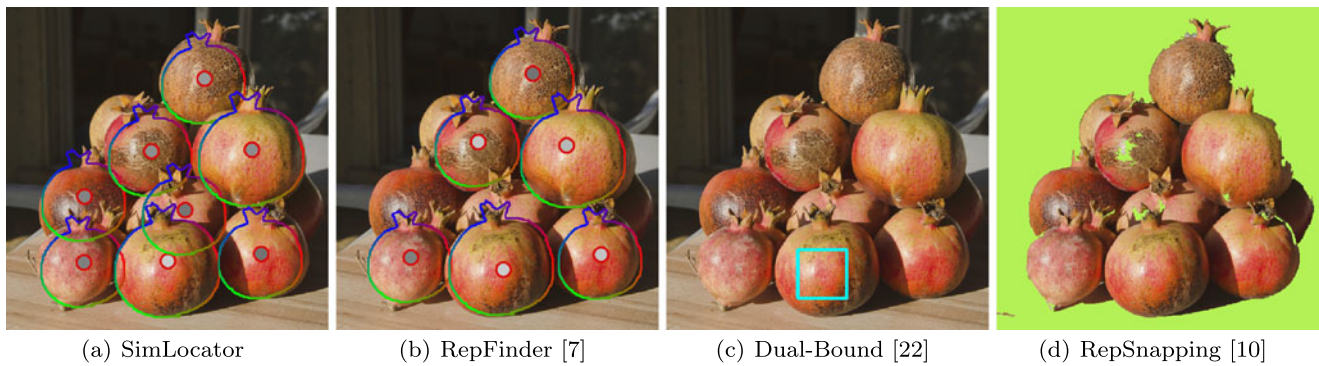 (a) SimLocator
(b) RepFinder [7]
(c) Dual-Bound [22]
(d) RepSnapping [10]